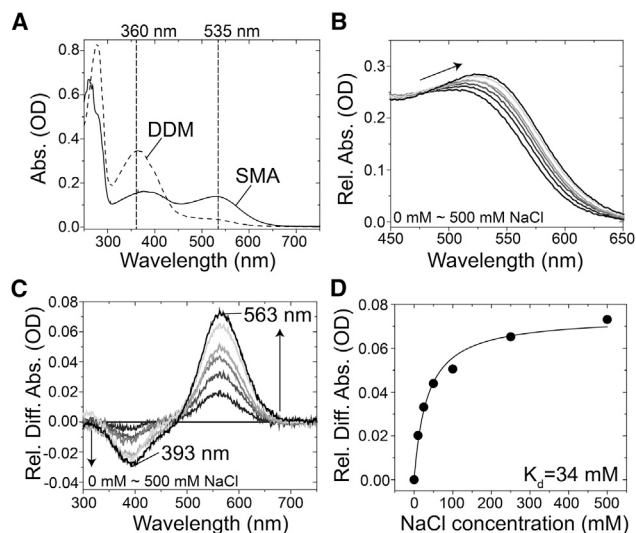 A
360 nm 535 nm
0.8
0.6
0.4
0.2
0.0
Abs. (OD)
DDM
SMA
300 400 500 600 700
Wavelength (nm)
B
0.3
0.2
0.1
0.0
Rel. Abs. (OD)
0 mM ~ 500 mM NaCl
450 500 550 600 650
Wavelength (nm)
C
0.08
0.06
0.04
0.02
0.00
-0.02
-0.04
Rel. Diff. Abs. (OD)
563 nm
393 nm
0 mM ~ 500 mM NaCl
300 400 500 600 700
Wavelength (nm)
D
0.08
0.06
0.04
0.02
0.00
Rel. Diff. Abs. (OD)
Kd=34 mM
0 100 200 300 400 500
NaCl concentration (mM)